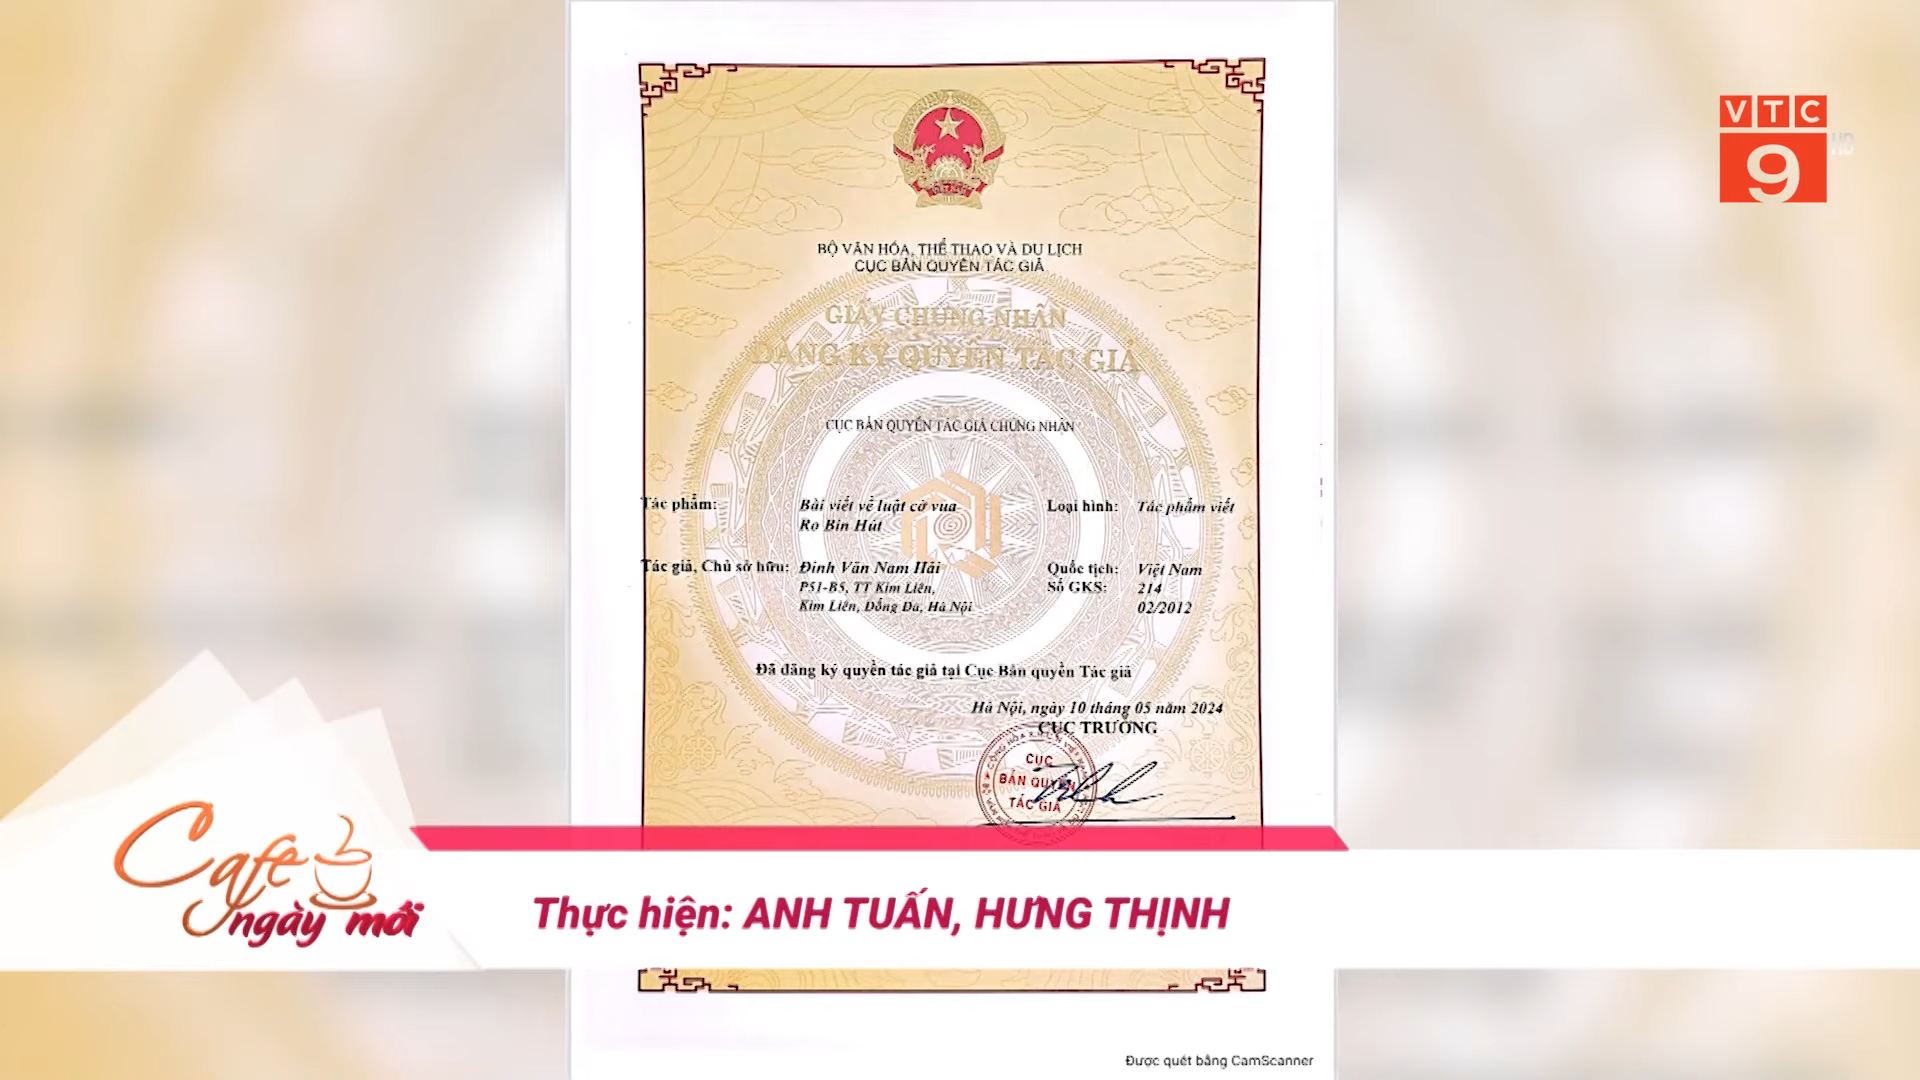 VTC
9
HD
BỘ VĂN HÓA, THỂ THAO VÀ DU LỊCH
CỤC BẢN QUYỀN TÁC GIẢ
GIẤY CHỨNG NHẬN
ĐĂNG KÝ QUYỀN TÁC GIẢ
CỤC BẢN QUYỀN TÁC GIẢ CHỨNG NHẬN
Tác phẩm: Bài viết về luật cờ vua Loại hình: Tác phẩm viết
Ro Bin Hút
Tác giả, Chủ sở hữu: Đinh Văn Nam Hải Quốc tịch: Việt Nam
P51-B5, TT Kim Liên, Số GKS: 214
Kim Liên, Đống Đa, Hà Nội 02/2012
Đã đăng ký quyền tác giả tại Cục Bản quyền Tác giả
Hà Nội, ngày 10 tháng 05 năm 2024
CỤC TRƯỞNG
CỤC
BẢN QUYỀN
TÁC GIẢ
Cafe
ngày mới
Thực hiện: ANH TUẤN, HƯNG THỊNH
Được quét bằng CamScanner